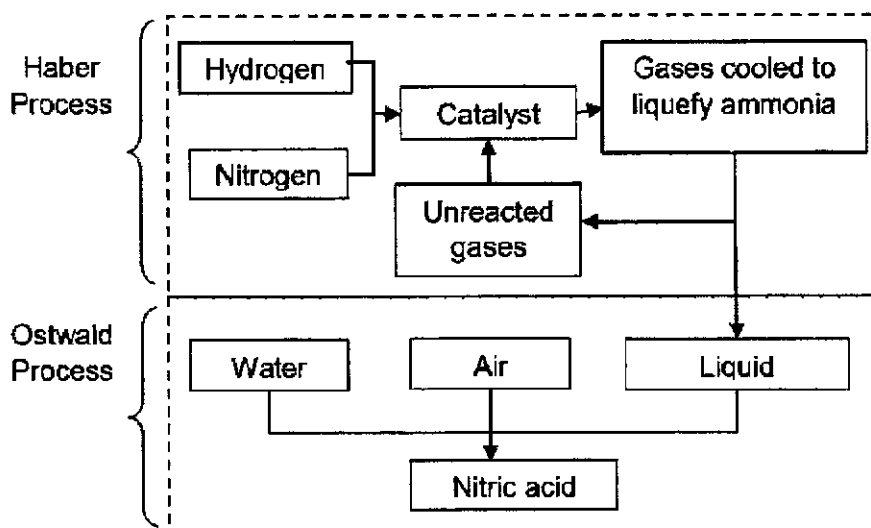 Haber
Process
Hydrogen
Nitrogen
Catalyst
Gases cooled to
liquefy ammonia
Unreacted
gases
Ostwald
Process
Water
Air
Liquid
Nitric acid